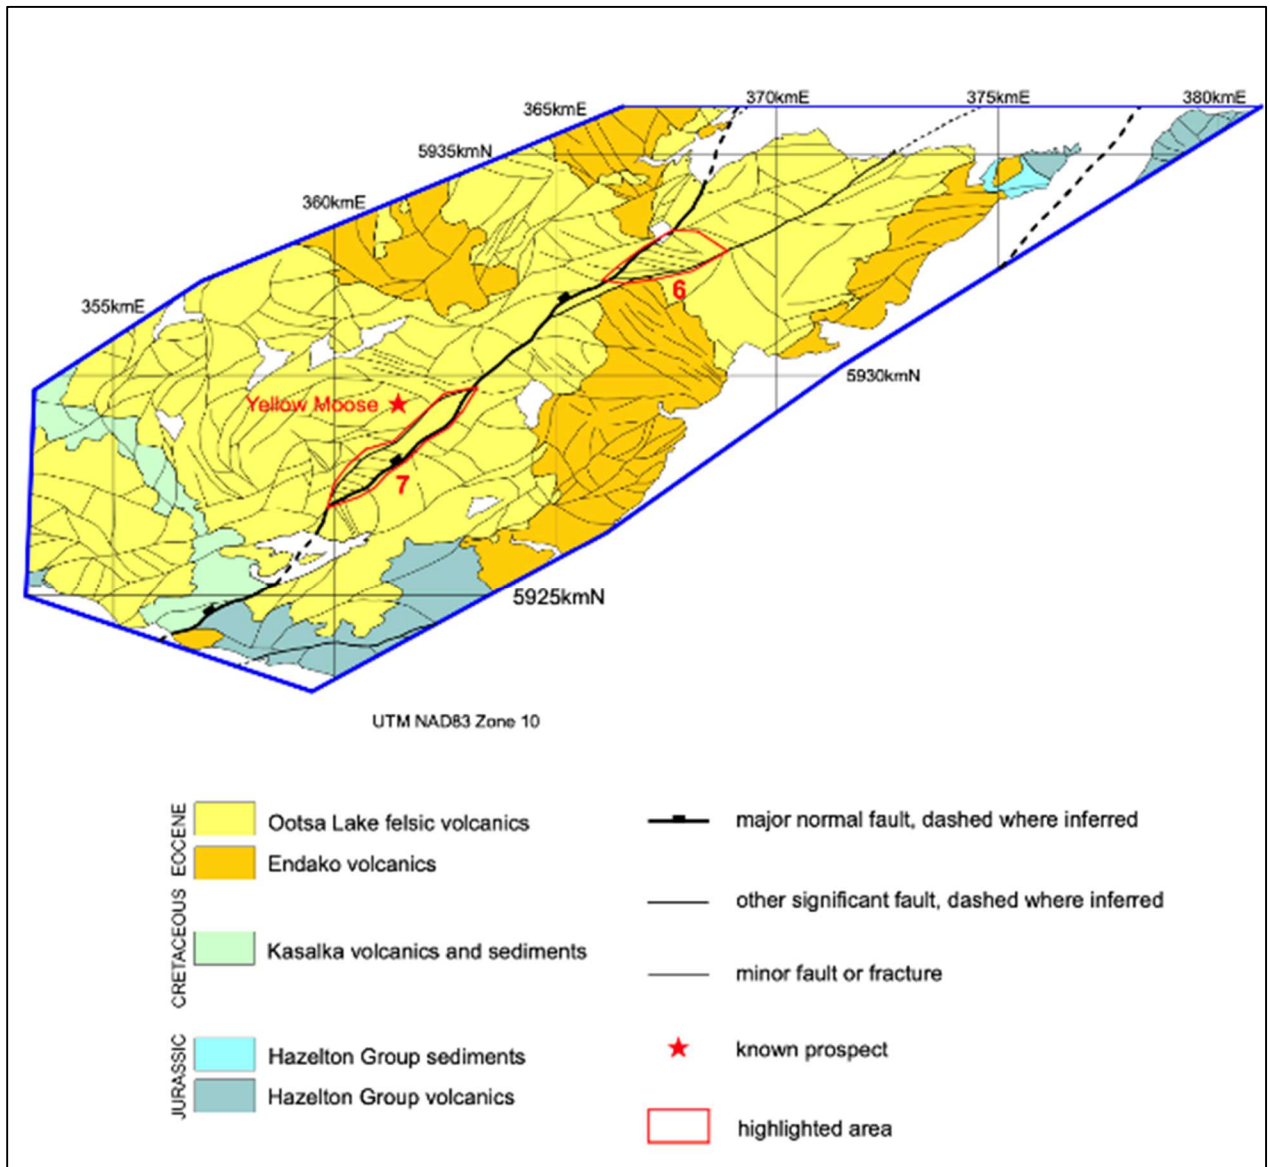 370kmE
375kmE
380kmE
365kmE
5935kmN
360kmE
355kmE
6
5930kmN
Yellow Moose
7
5925kmN
UTM NAD83 Zone 10
EOCENE
Ootsa Lake felsic volcanics
Endako volcanics
CRETACEOUS
Kasalka volcanics and sediments
JURASSIC
Hazelton Group sediments
Hazelton Group volcanics
major normal fault, dashed where inferred
other significant fault, dashed where inferred
minor fault or fracture
known prospect
highlighted area